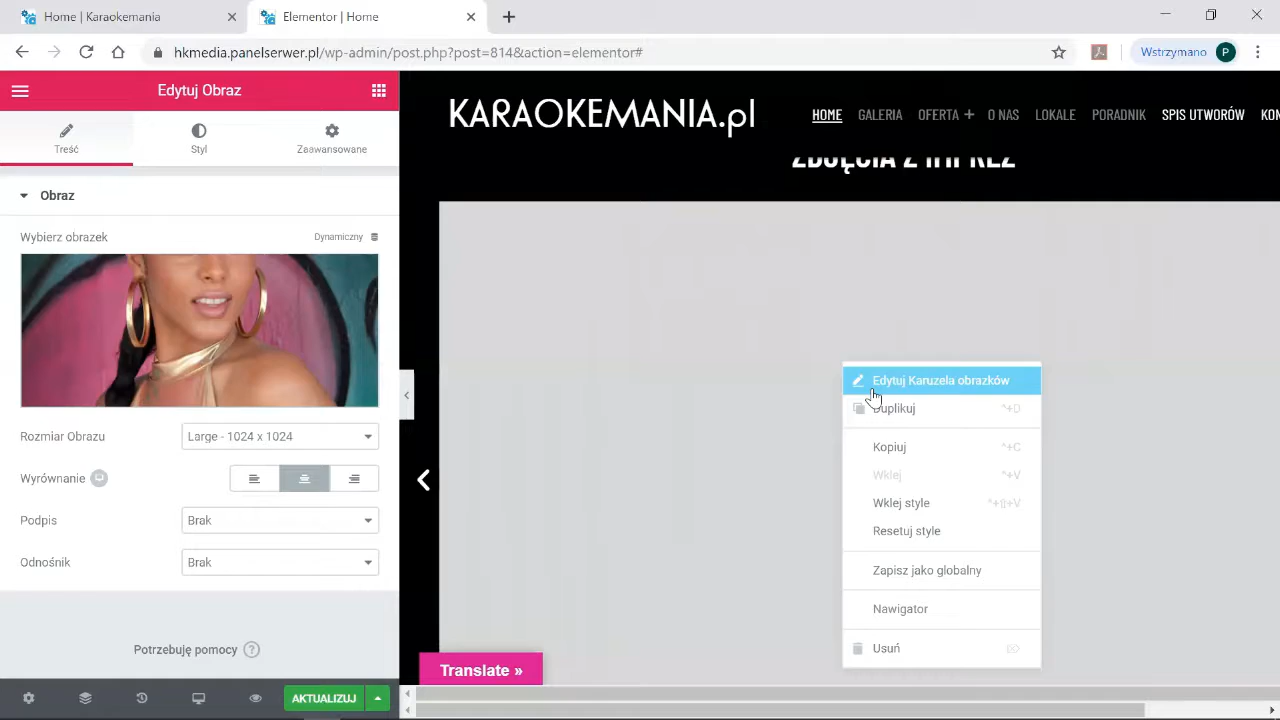 Home | Karaokemania
Elementor | Home
hkmedia.panelserwer.pl/wp-admin/post.php?post=814&action=elementor#
Wstrzymano P
Edytuj Obraz
Treść
Styl
Zaawansowane
Obraz
Wybierz obrazek
Dynamiczny
Rozmiar Obrazu
Large - 1024 x 1024
Wyrównanie
Podpis
Brak
Odnośnik
Brak
Potrzebuję pomocy ?
AKTUALIZUJ
KARAOKEMANIA.pl
HOME GALERIA OFERTA + O NAS LOKALE PORADNIK SPIS UTWORÓW
ZDJĘCIA Z IMPREZ
Edytuj Karuzela obrazków
Duplikuj ^+D
Kopiuj ^+C
Wklej ^+V
Wklej style ^+⇧+V
Resetuj style
Zapisz jako globalny
Nawigator
Usuń
Translate »